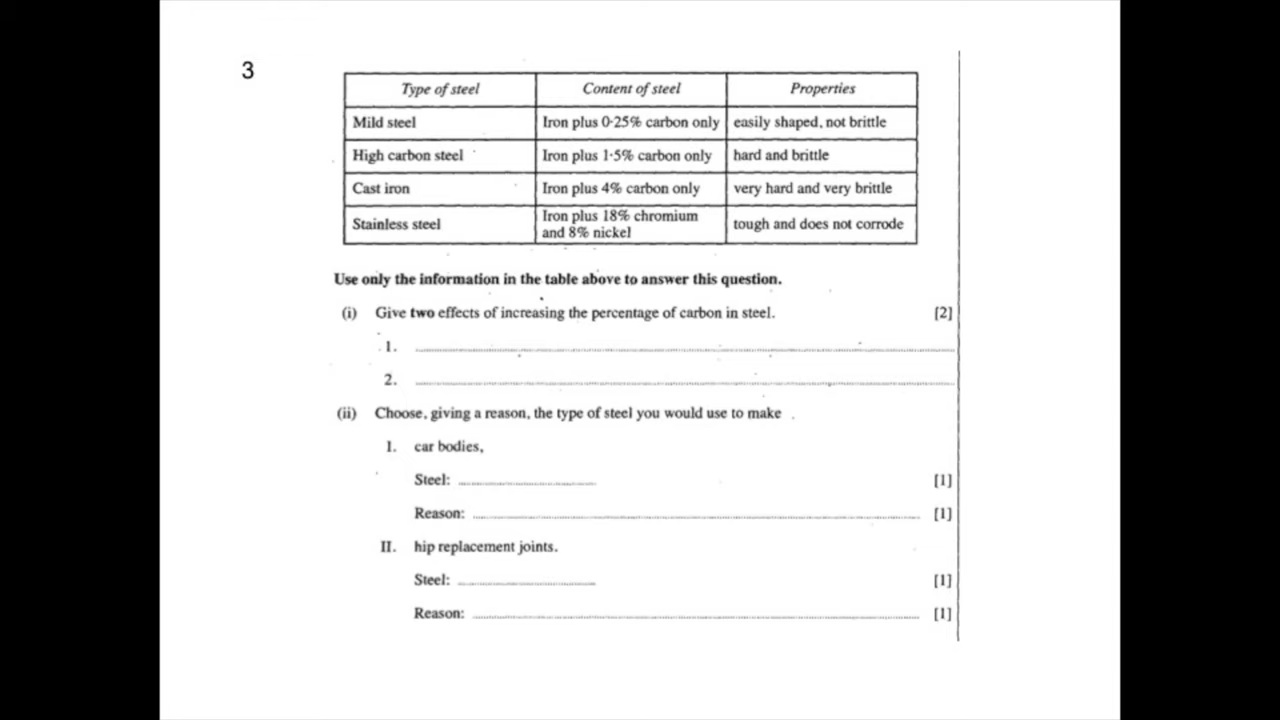 3
Type of steel Content of steel Properties
Mild steel Iron plus 0·25% carbon only easily shaped, not brittle
High carbon steel Iron plus 1·5% carbon only hard and brittle
Cast iron Iron plus 4% carbon only very hard and very brittle
Stainless steel Iron plus 18% chromium and 8% nickel tough and does not corrode
Use only the information in the table above to answer this question.
(i) Give two effects of increasing the percentage of carbon in steel. [2]
1.
2.
(ii) Choose, giving a reason, the type of steel you would use to make
I. car bodies,
Steel: [1]
Reason: [1]
II. hip replacement joints.
Steel: [1]
Reason: [1]